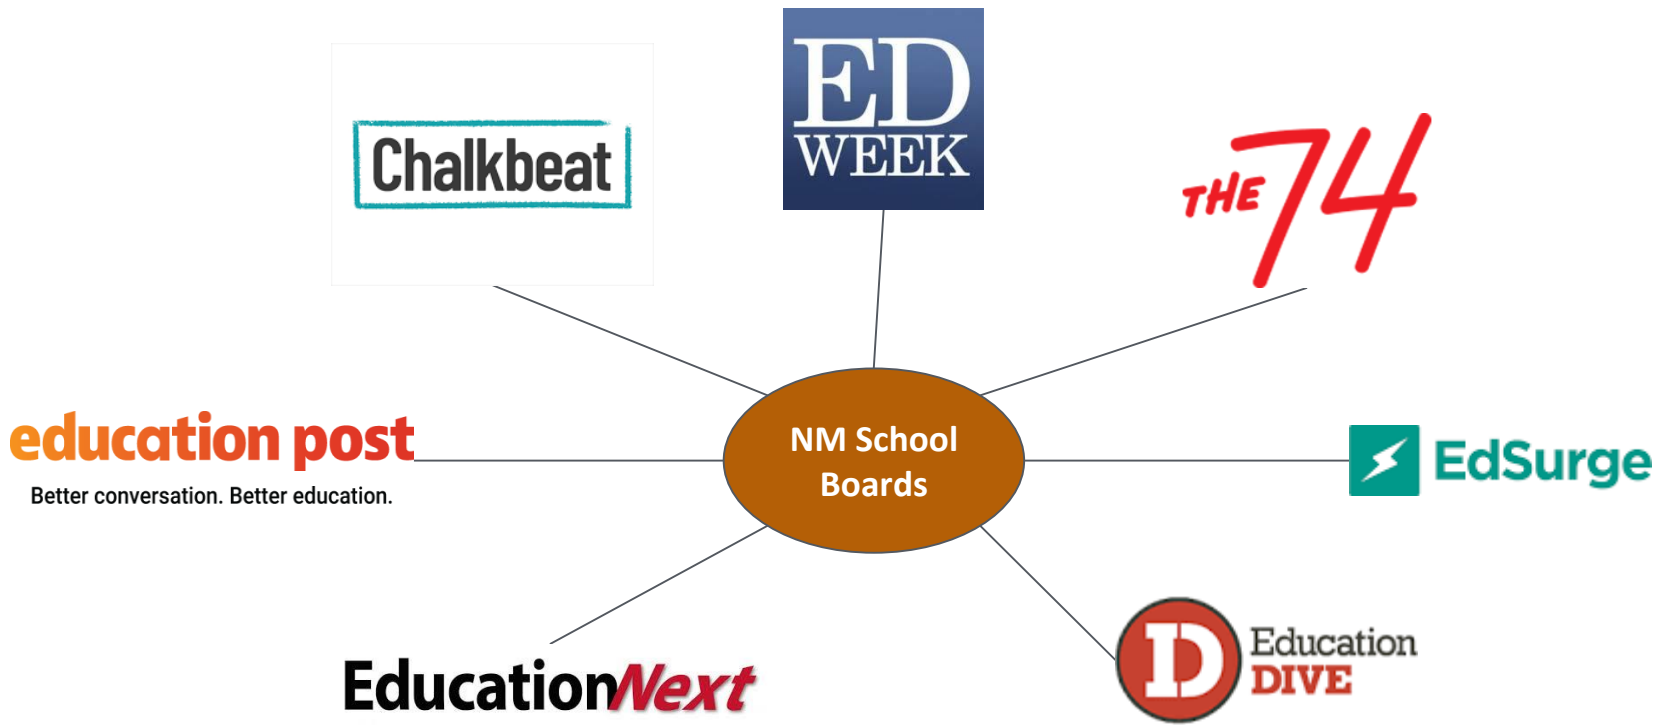 ED
WEEK
Chalkbeat
THE 74
education post
Better conversation. Better education.
NM School
Boards
EdSurge
EducationNext
D
Education
DIVE